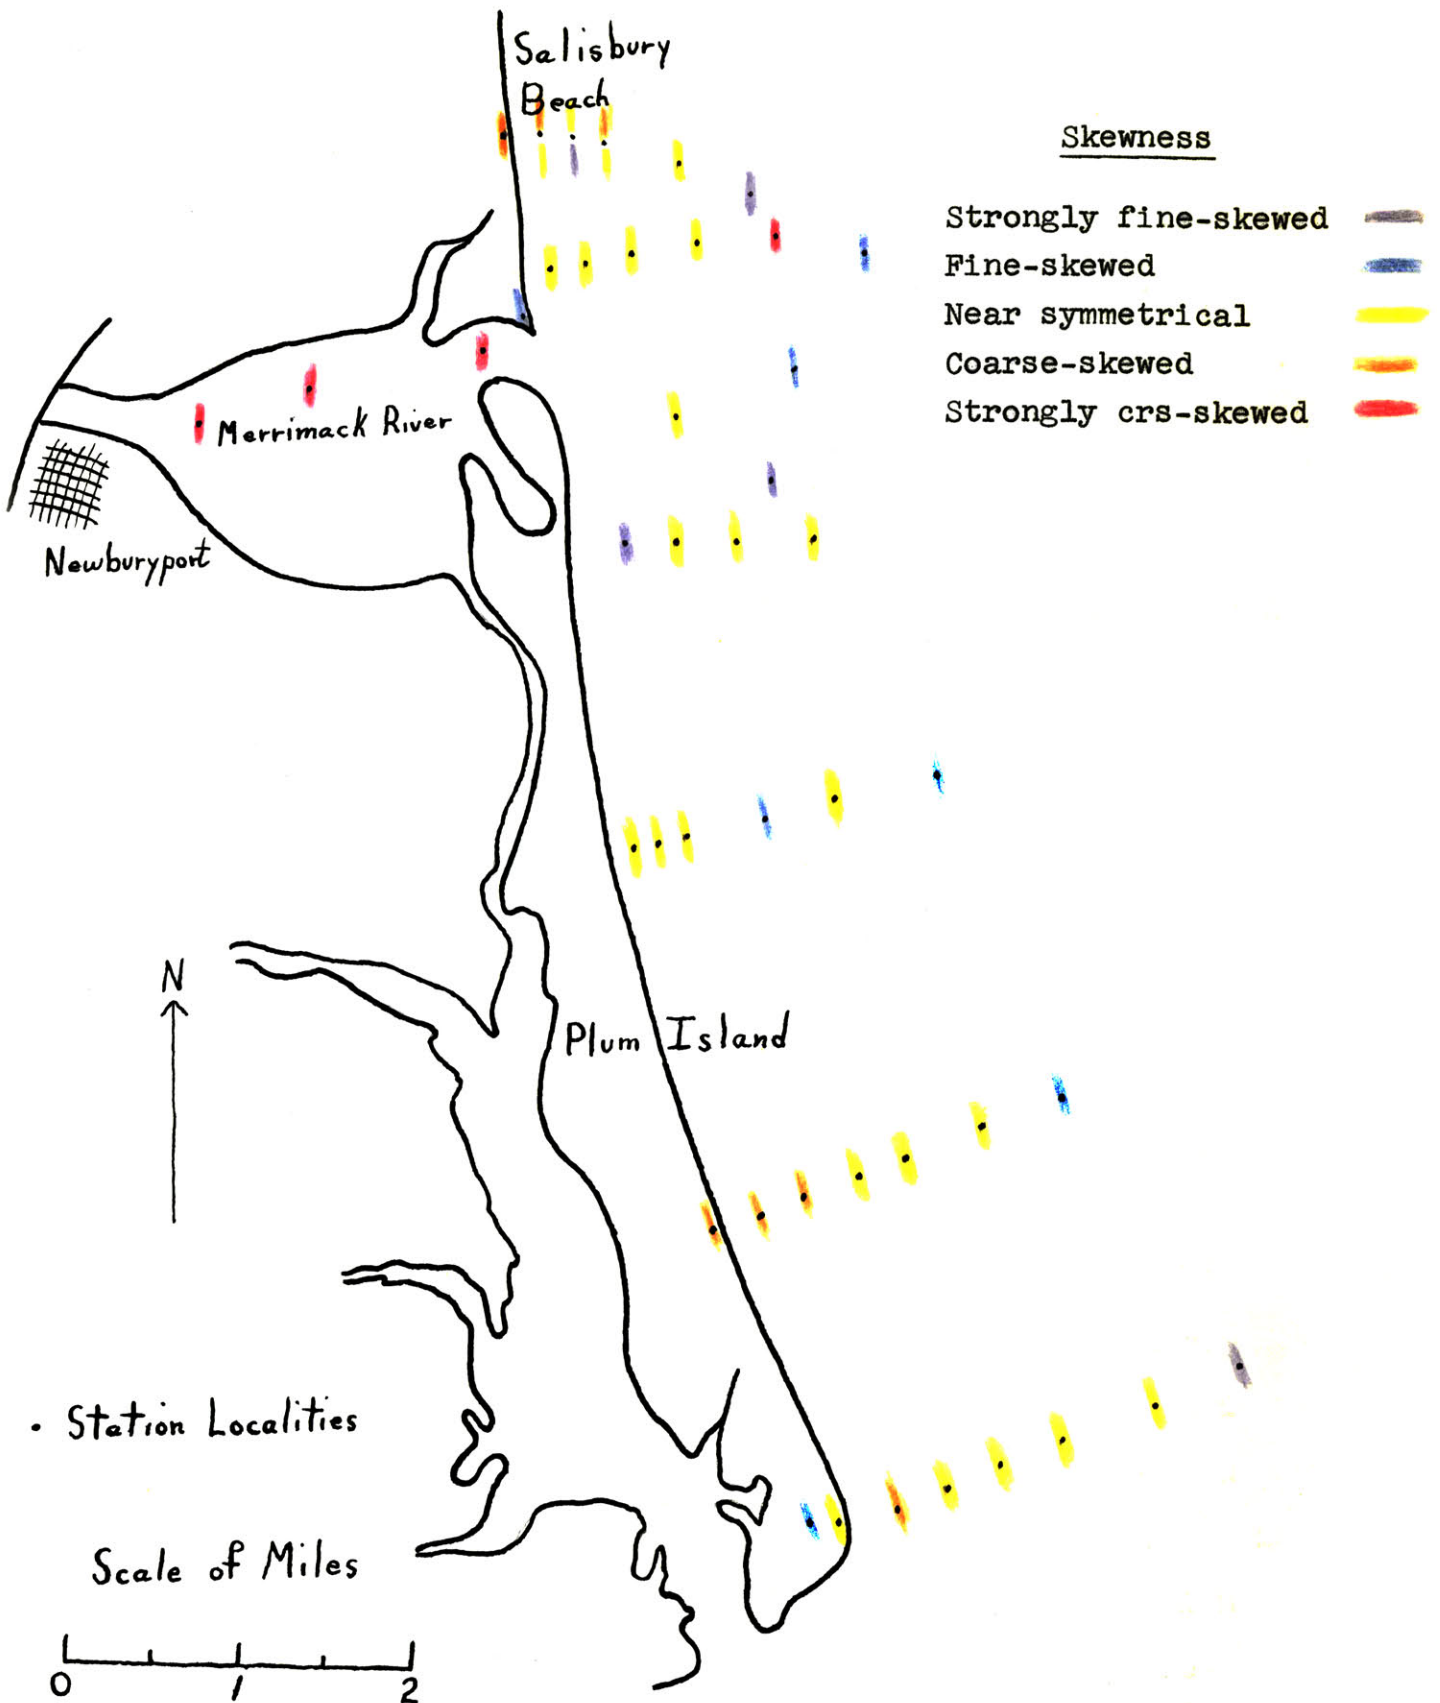 Salisbury
Beach
Skewness
Strongly fine-skewed
Fine-skewed
Near symmetrical
Coarse-skewed
Strongly crs-skewed
Merrimack River
Newburyport
N
Plum Island
. Station Localities
Scale of Miles
0 1 2